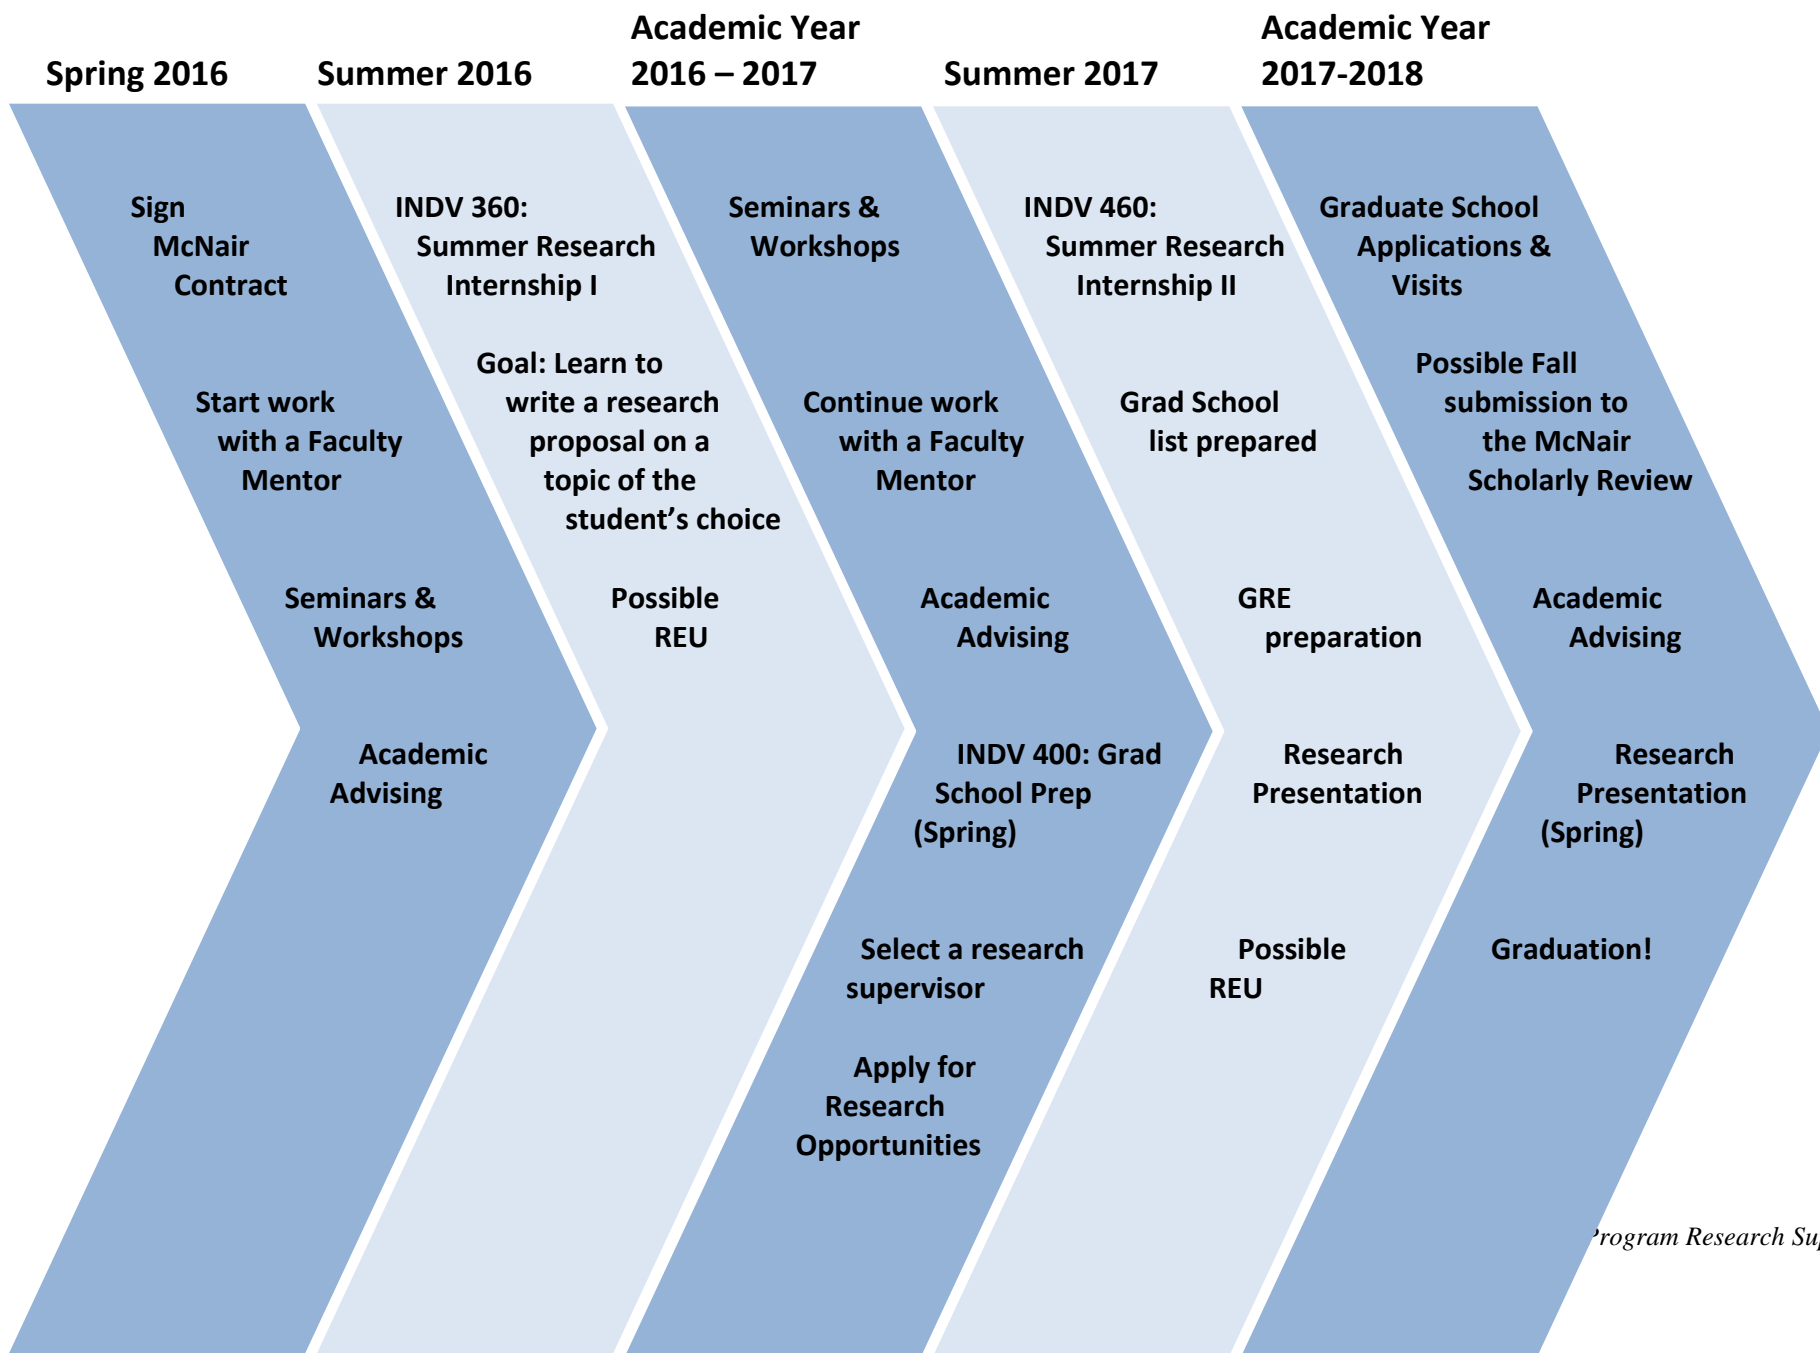 Spring 2016
Summer 2016
Academic Year
2016 – 2017
Summer 2017
Academic Year
2017-2018
Sign
McNair
Contract
Start work
with a Faculty
Mentor
Seminars &
Workshops
Academic
Advising
INDV 360:
Summer Research
Internship I
Goal: Learn to
write a research
proposal on a
topic of the
student’s choice
Possible
REU
Seminars &
Workshops
Continue work
with a Faculty
Mentor
Academic
Advising
INDV 400: Grad
School Prep
(Spring)
Select a research
supervisor
Apply for
Research
Opportunities
INDV 460:
Summer Research
Internship II
Grad School
list prepared
GRE
preparation
Research
Presentation
Possible
REU
Graduate School
Applications &
Visits
Possible Fall
submission to
the McNair
Scholarly Review
Academic
Advising
Research
Presentation
(Spring)
Graduation!
Program Research